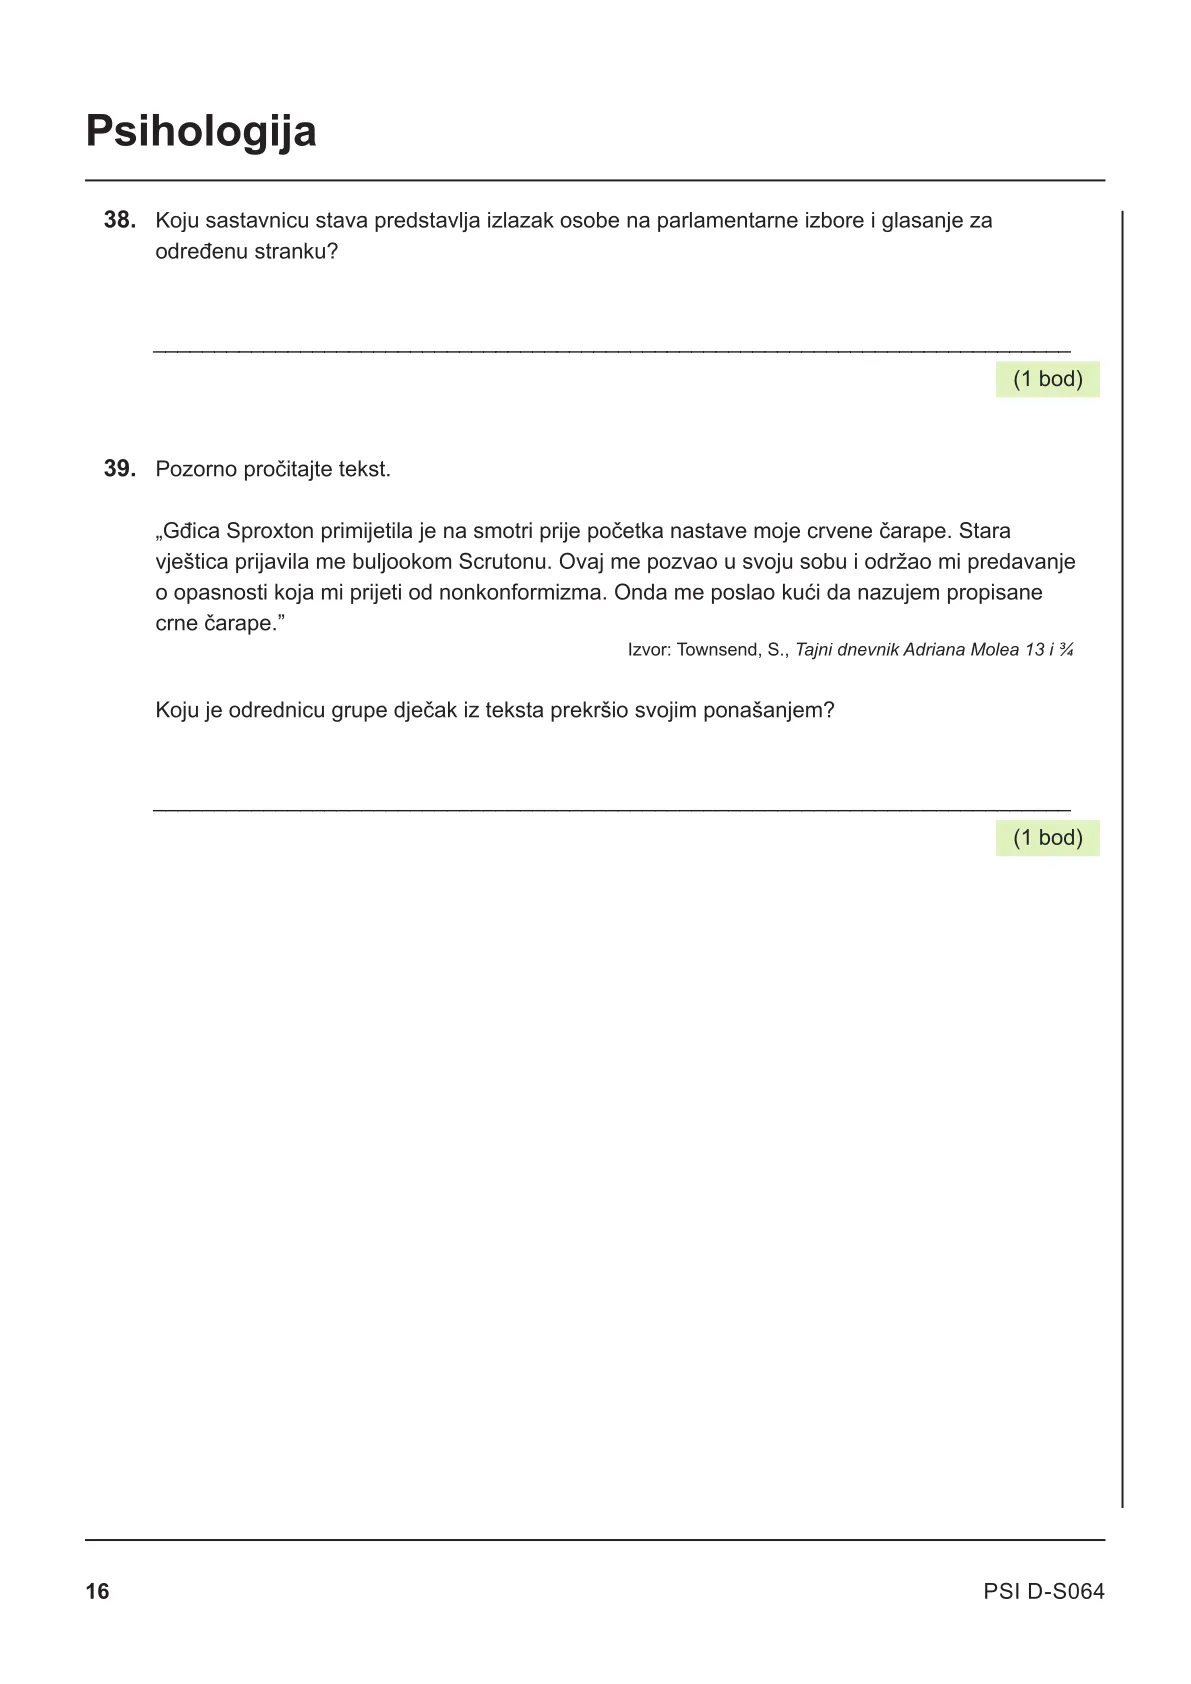 Psihologija
38. Koju sastavnicu stava predstavlja izlazak osobe na parlamentarne izbore i glasanje za
određenu stranku?
(1 bod)
39. Pozorno pročitajte tekst.
„Gđica Sproxton primijetila je na smotri prije početka nastave moje crvene čarape. Stara
vještica prijavila me buljookom Scrutonu. Ovaj me pozvao u svoju sobu i održao mi predavanje
o opasnosti koja mi prijeti od nonkonformizma. Onda me poslao kući da nazujem propisane
crne čarape.”
Izvor: Townsend, S., Tajni dnevnik Adriana Molea 13 i ¾
Koju je odrednicu grupe dječak iz teksta prekršio svojim ponašanjem?
(1 bod)
16
PSI D-S064